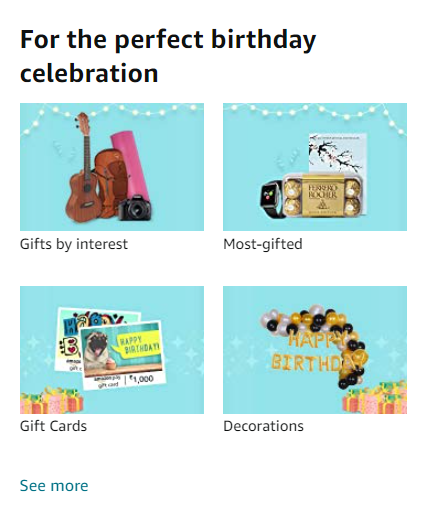 For the perfect birthday
celebration
FERRERO
ROCHER
Gifts by interest
Most-gifted
HAPPY
HAPPY
BIRTHDAY!
amazon pay
gift card
₹1,000
HAPPY
BIRTHDAY
Gift Cards
Decorations
See more